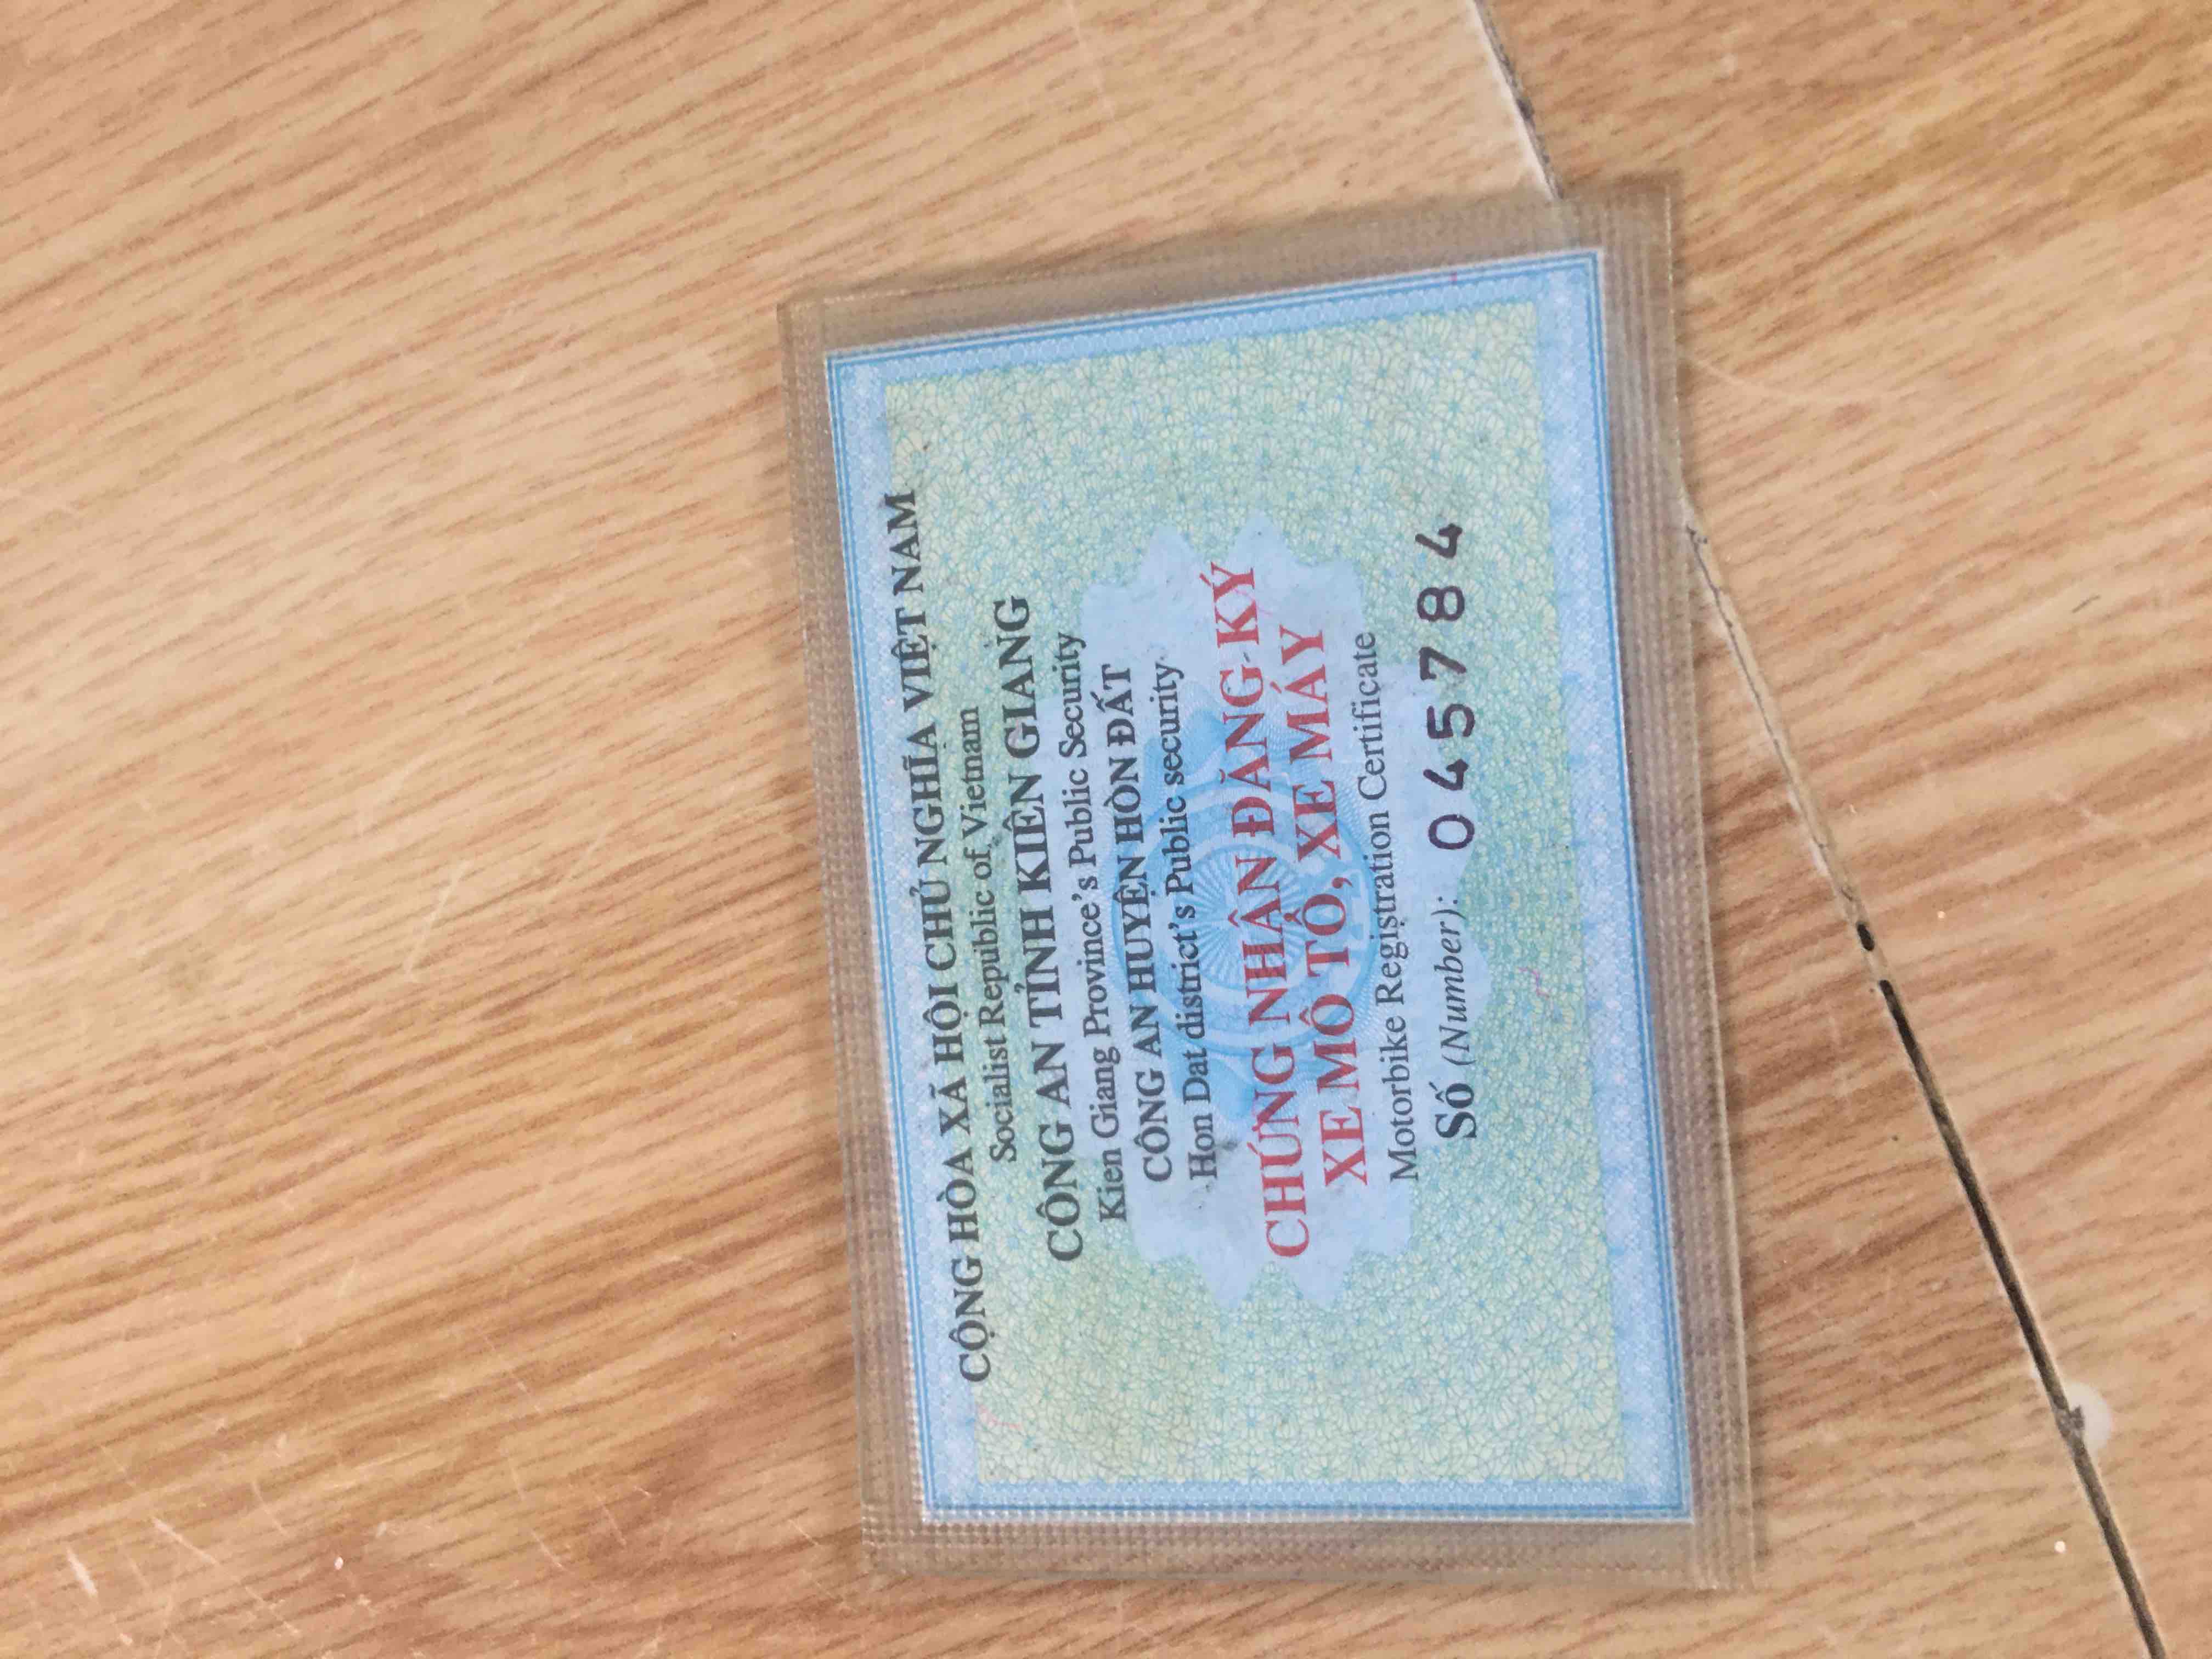 CỘNG HÒA XÃ HỘI CHỦ NGHĨA VIỆT NAM
Socialist Republic of Vietnam
CÔNG AN TỈNH KIÊN GIANG
Kien Giang Province's Public Security
CÔNG AN HUYỆN HÒN ĐẤT
Hon Dat district's Public security
CHỨNG NHẬN ĐĂNG KÝ
XE MÔ TÔ, XE MÁY
Motorbike Registration Certificate
Số (Number): 045784